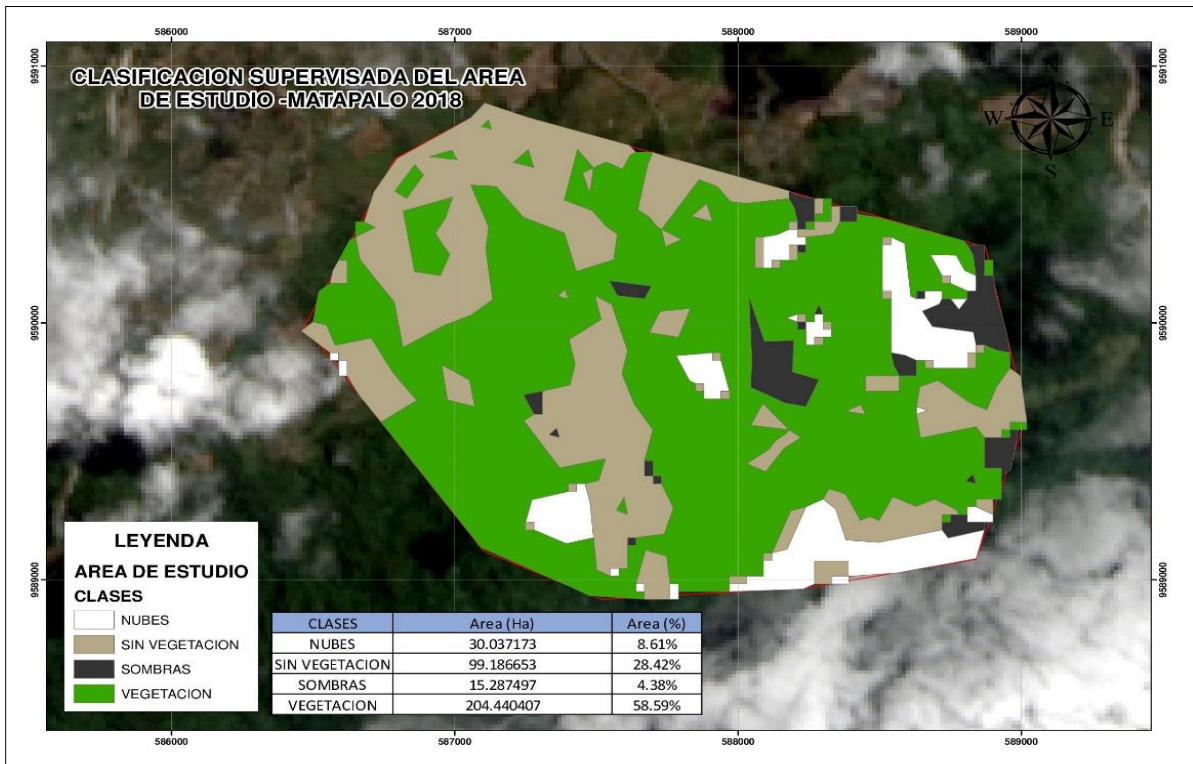 586000
587000
588000
589000
9591000
9591000
CLASIFICACION SUPERVISADA DEL AREA
DE ESTUDIO -MATAPALO 2018
N
W
E
S
9590000
9590000
9589000
9589000
LEYENDA
AREA DE ESTUDIO
CLASES
NUBES
SIN VEGETACION
SOMBRAS
VEGETACION
CLASES Area (Ha) Area (%)
NUBES 30.037173 8.61%
SIN VEGETACION 99.186653 28.42%
SOMBRAS 15.287497 4.38%
VEGETACION 204.440407 58.59%
586000
587000
588000
589000